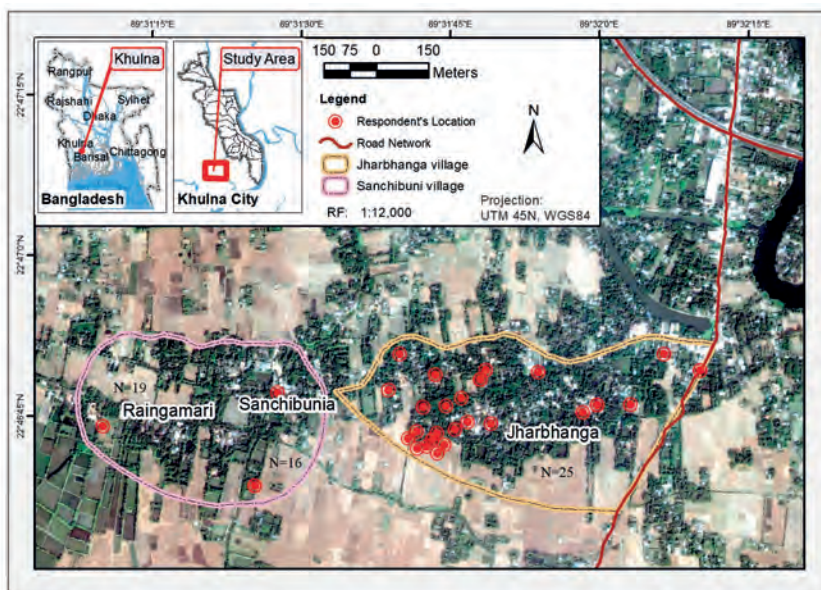 89°31'15"E
89°31'30"E
89°31'45"E
89°32'0"E
89°32'15"E
22°47'15"N
22°47'0"N
22°46'45"N
Khulna
Rangpur
Rajshahi
Sylhet
Dhaka
Khulna
Barisal
Chittagong
Bangladesh
Study Area
Khulna City
150 75 0 150
Meters
Legend
Respondent's Location
Road Network
Jharbhanga village
Sanchibuni village
RF: 1:12,000
Projection:
UTM 45N, WGS84
N
N=19
Raingamari
Sanchibunia
N=16
Jharbhanga
N=25